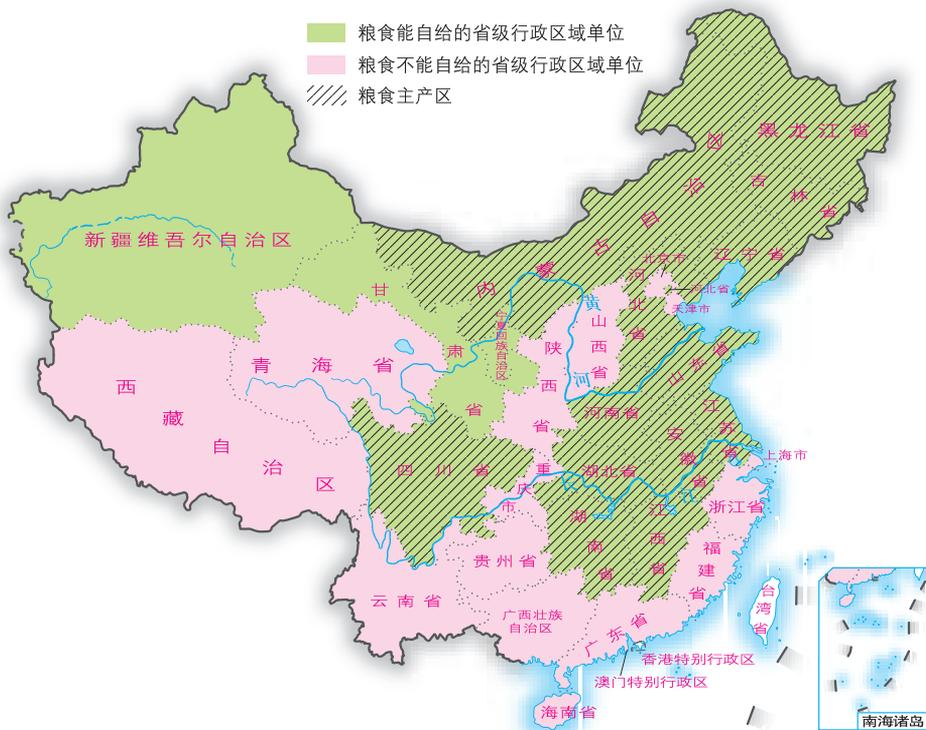 粮食能自给的省级行政区域单位
粮食不能自给的省级行政区域单位
粮食主产区
黑龙江省
吉林省
辽宁省
内蒙古自治区
新疆维吾尔自治区
北京市
河北省
河北省
天津市
甘肃省
宁夏回族自治区
黄河
山西省
陕西省
山东省
青海省
西藏自治区
河南省
江苏省
安徽省
上海市
四川省
重庆市
湖北省
浙江省
湖南省
江西省
福建省
贵州省
云南省
广西壮族
自治区
广东省
台湾省
香港特别行政区
澳门特别行政区
海南省
南海诸岛